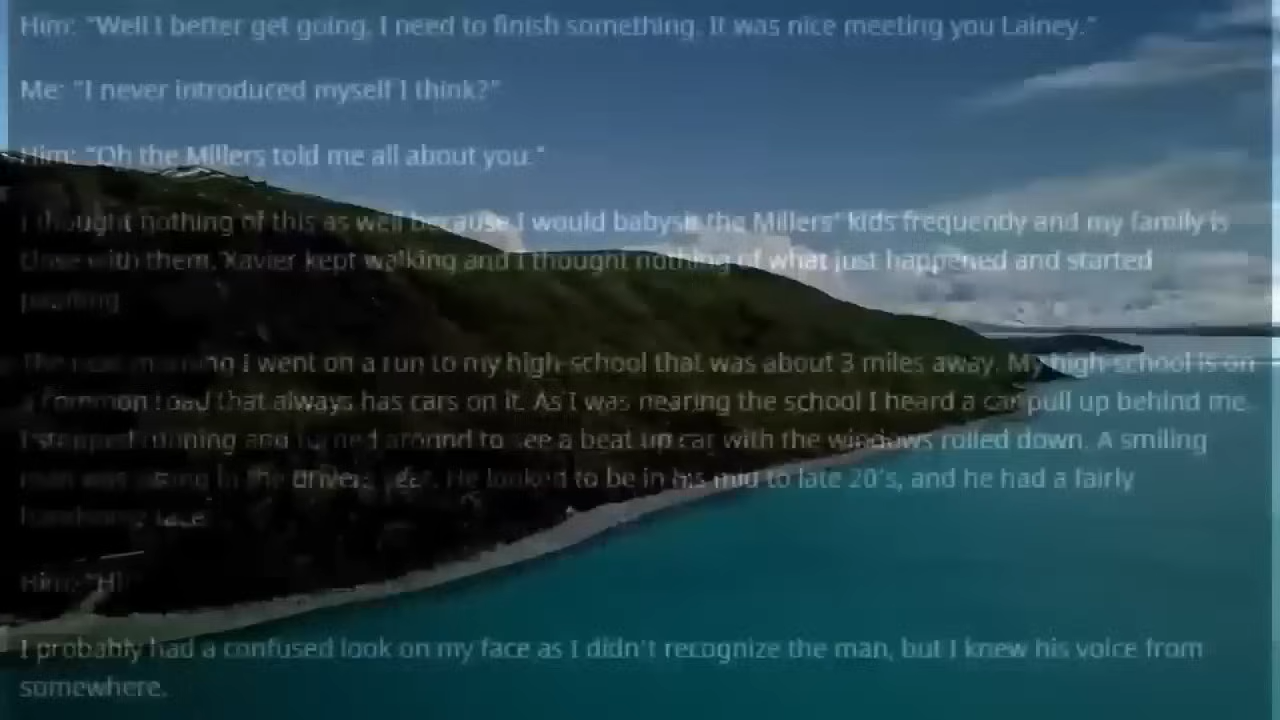 Him: "Well I better get going, I need to finish something. It was nice meeting you Lainey."
Me: "I never introduced myself I think?"
Him: "Oh the Millers told me all about you."
I thought nothing of this as well because I would babysit the Millers' kids frequently and my family is
close with them. Xavier kept walking and I thought nothing of what just happened and started
The next morning I went on a run to my high-school that was about 3 miles away. My high-school is on
a common road that always has cars on it. As I was nearing the school I heard a car pull up behind me.
I stopped running and turned around to see a beat up car with the windows rolled down. A smiling
man was sitting in the drivers seat. He looked to be in his mid to late 20's, and he had a fairly
handsome face.
Him: "Hi
I probably had a confused look on my face as I didn't recognize the man, but I knew his voice from
somewhere.